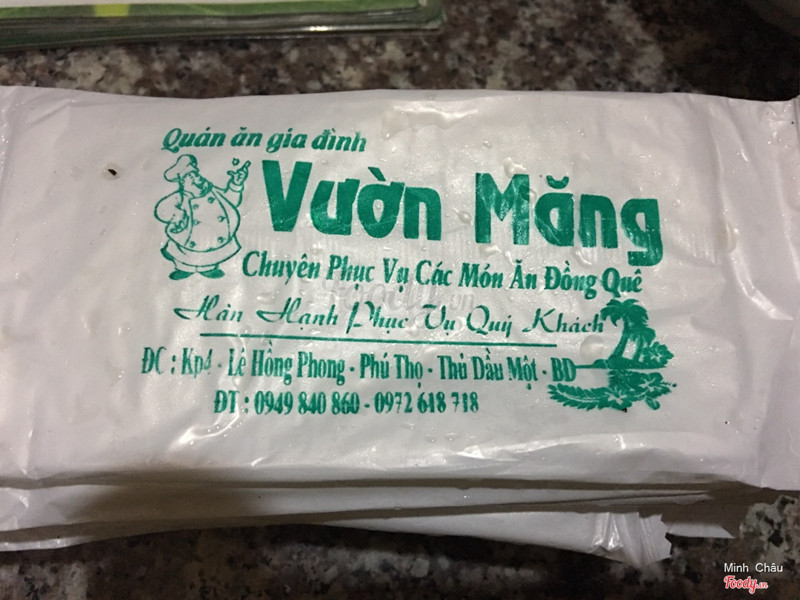 Quán ăn gia đình
Vườn Măng
Chuyên Phục Vụ Các Món Ăn Đồng Quê
Hân Hạnh Phục Vụ Quý Khách
ĐC : Kp4 - Lê Hồng Phong - Phú Thọ - Thủ Dầu Một - BD
ĐT : 0949 840 860 - 0972 618 718
Minh Châu
Foody.vn